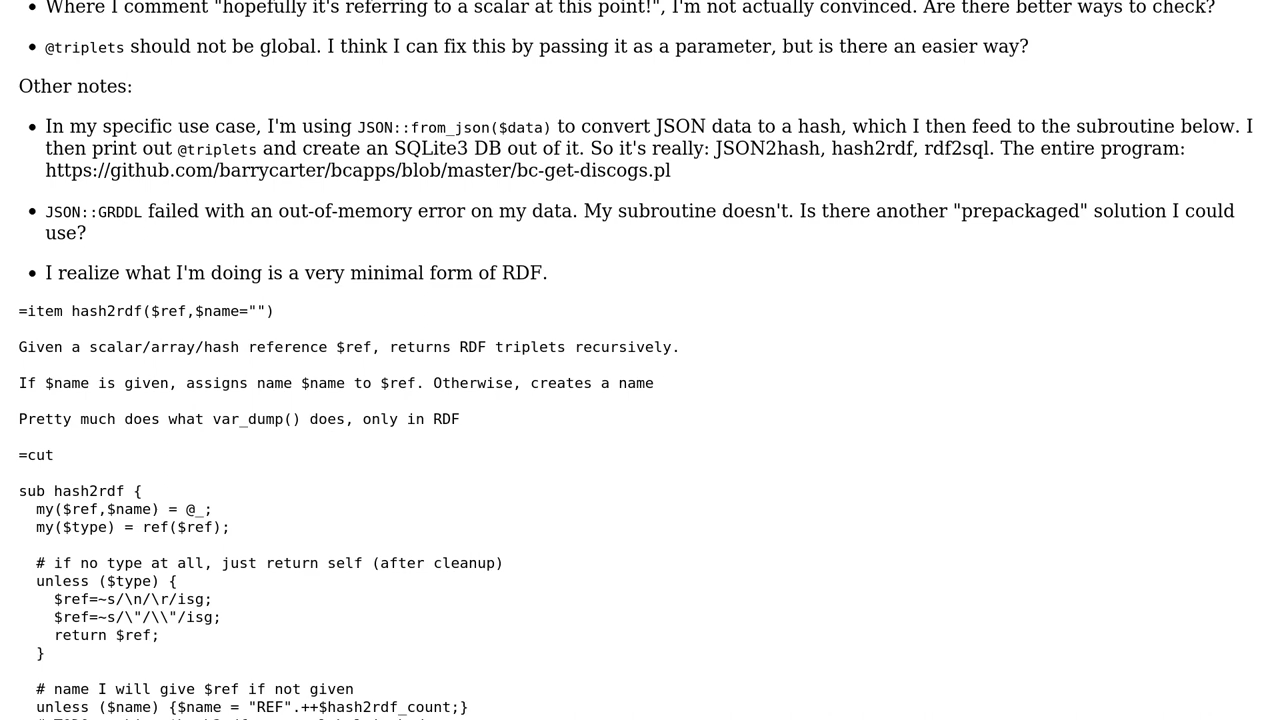 Where I comment "hopefully it's referring to a scalar at this point!", I'm not actually convinced. Are there better ways to check?
@triplets should not be global. I think I can fix this by passing it as a parameter, but is there an easier way?
Other notes:
In my specific use case, I'm using JSON::from_json($data) to convert JSON data to a hash, which I then feed to the subroutine below. I
then print out @triplets and create an SQLite3 DB out of it. So it's really: JSON2hash, hash2rdf, rdf2sql. The entire program:
https://github.com/barrycarter/bcapps/blob/master/bc-get-discogs.pl
JSON::GRDDL failed with an out-of-memory error on my data. My subroutine doesn't. Is there another "prepackaged" solution I could
use?
I realize what I'm doing is a very minimal form of RDF.
=item hash2rdf($ref,$name="")
Given a scalar/array/hash reference $ref, returns RDF triplets recursively.
If $name is given, assigns name $name to $ref. Otherwise, creates a name
Pretty much does what var_dump() does, only in RDF
=cut
sub hash2rdf {
  my($ref,$name) = @_;
  my($type) = ref($ref);
  # if no type at all, just return self (after cleanup)
  unless ($type) {
    $ref=~s/\n/\r/isg;
    $ref=~s/\"/\\"/isg;
    return $ref;
  }
  # name I will give $ref if not given
  unless ($name) {$name = "REF".++$hash2rdf_count;}